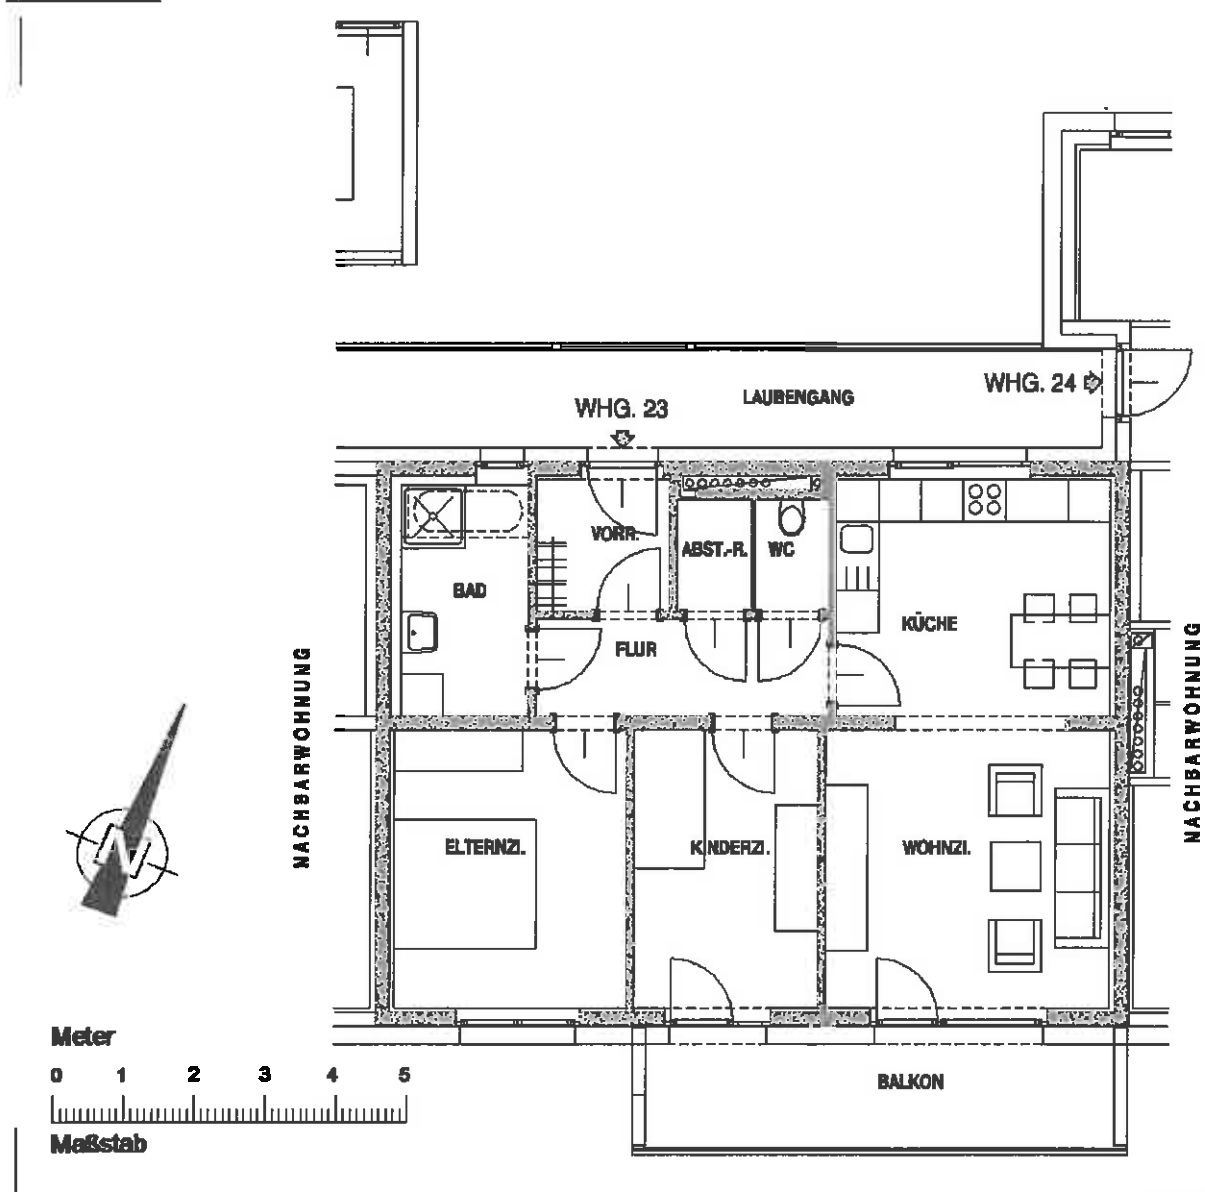 WHG. 24
LAUBENGANG
WHG. 23
VORR.
ABST.-R.
WC
BAD
KÜCHE
FLUR
NACHBARWOHNUNG
NACHBARWOHNUNG
N
ELTERNZI.
KINDERZI.
WOHNZI.
Meter
0 1 2 3 4 5
Maßstab
BALKON